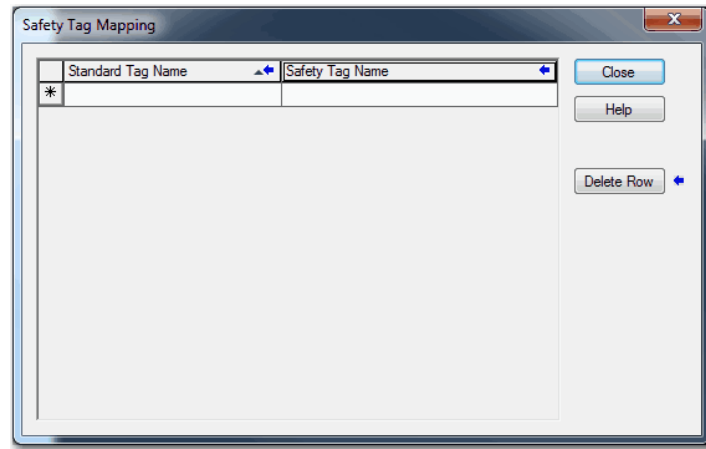 Safety Tag Mapping
Standard Tag Name Safety Tag Name
*
Close
Help
Delete Row